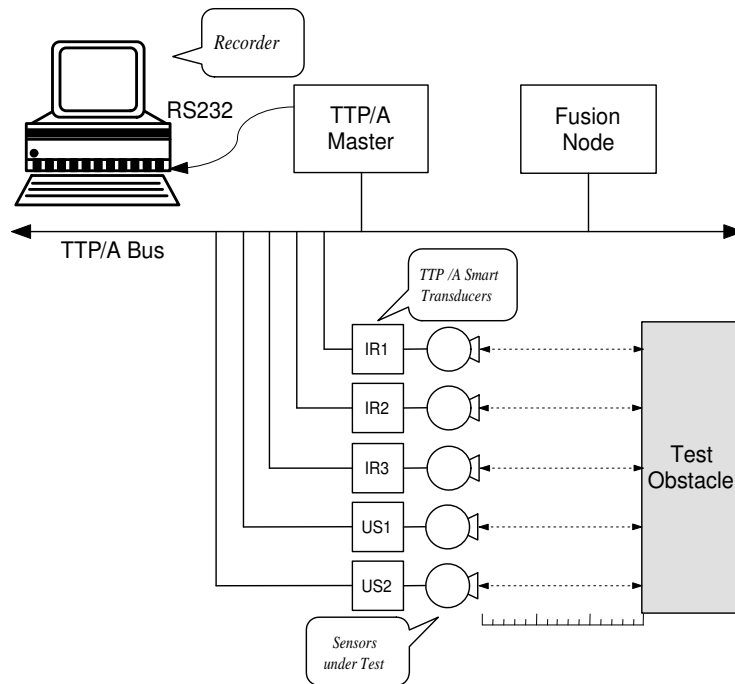 Recorder
RS232
TTP/A
Master
Fusion
Node
TTP/A Bus
TTP /A Smart
Transducers
IR1
IR2
IR3
US1
US2
Test
Obstacle
Sensors
under Test